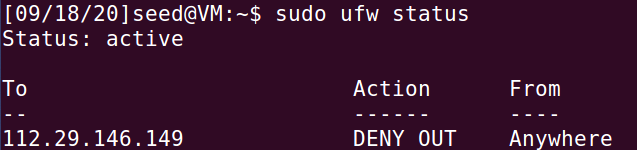 [09/18/20]seed@VM:~$ sudo ufw status
Status: active
To Action From
-- ------ ----
112.29.146.149 DENY OUT Anywhere